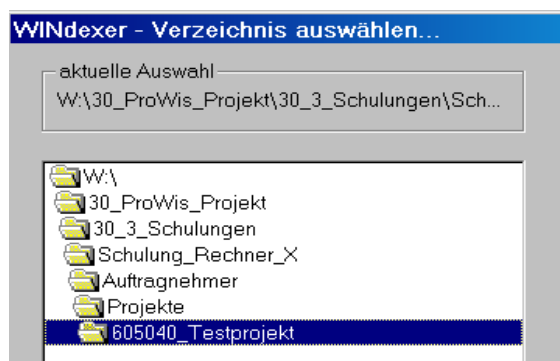 WINdexer - Verzeichnis auswählen...
aktuelle Auswahl
W:\30_ProWis_Projekt\30_3_Schulungen\Sch...
W:\
30_ProWis_Projekt
30_3_Schulungen
Schulung_Rechner_X
Auftragnehmer
Projekte
605040_Testprojekt